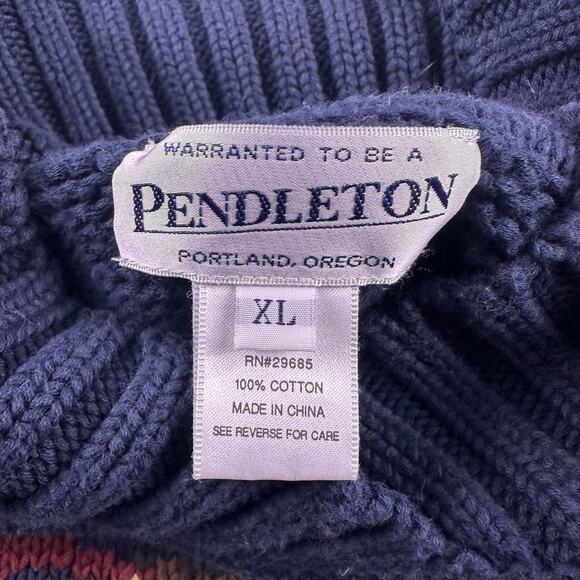 WARRANTED TO BE A
PENDLETON
PORTLAND, OREGON
XL
RN#29685
100% COTTON
MADE IN CHINA
SEE REVERSE FOR CARE